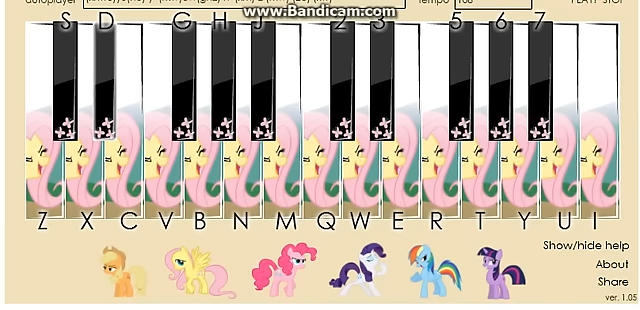 autoplayer
www.Bandicam.com
Tempo 108
PLAY! STOP
S D G H J 2 3 5 6 7
Z X C V B N M Q W E R T Y U I
Show/hide help
About
Share
ver. 1.05